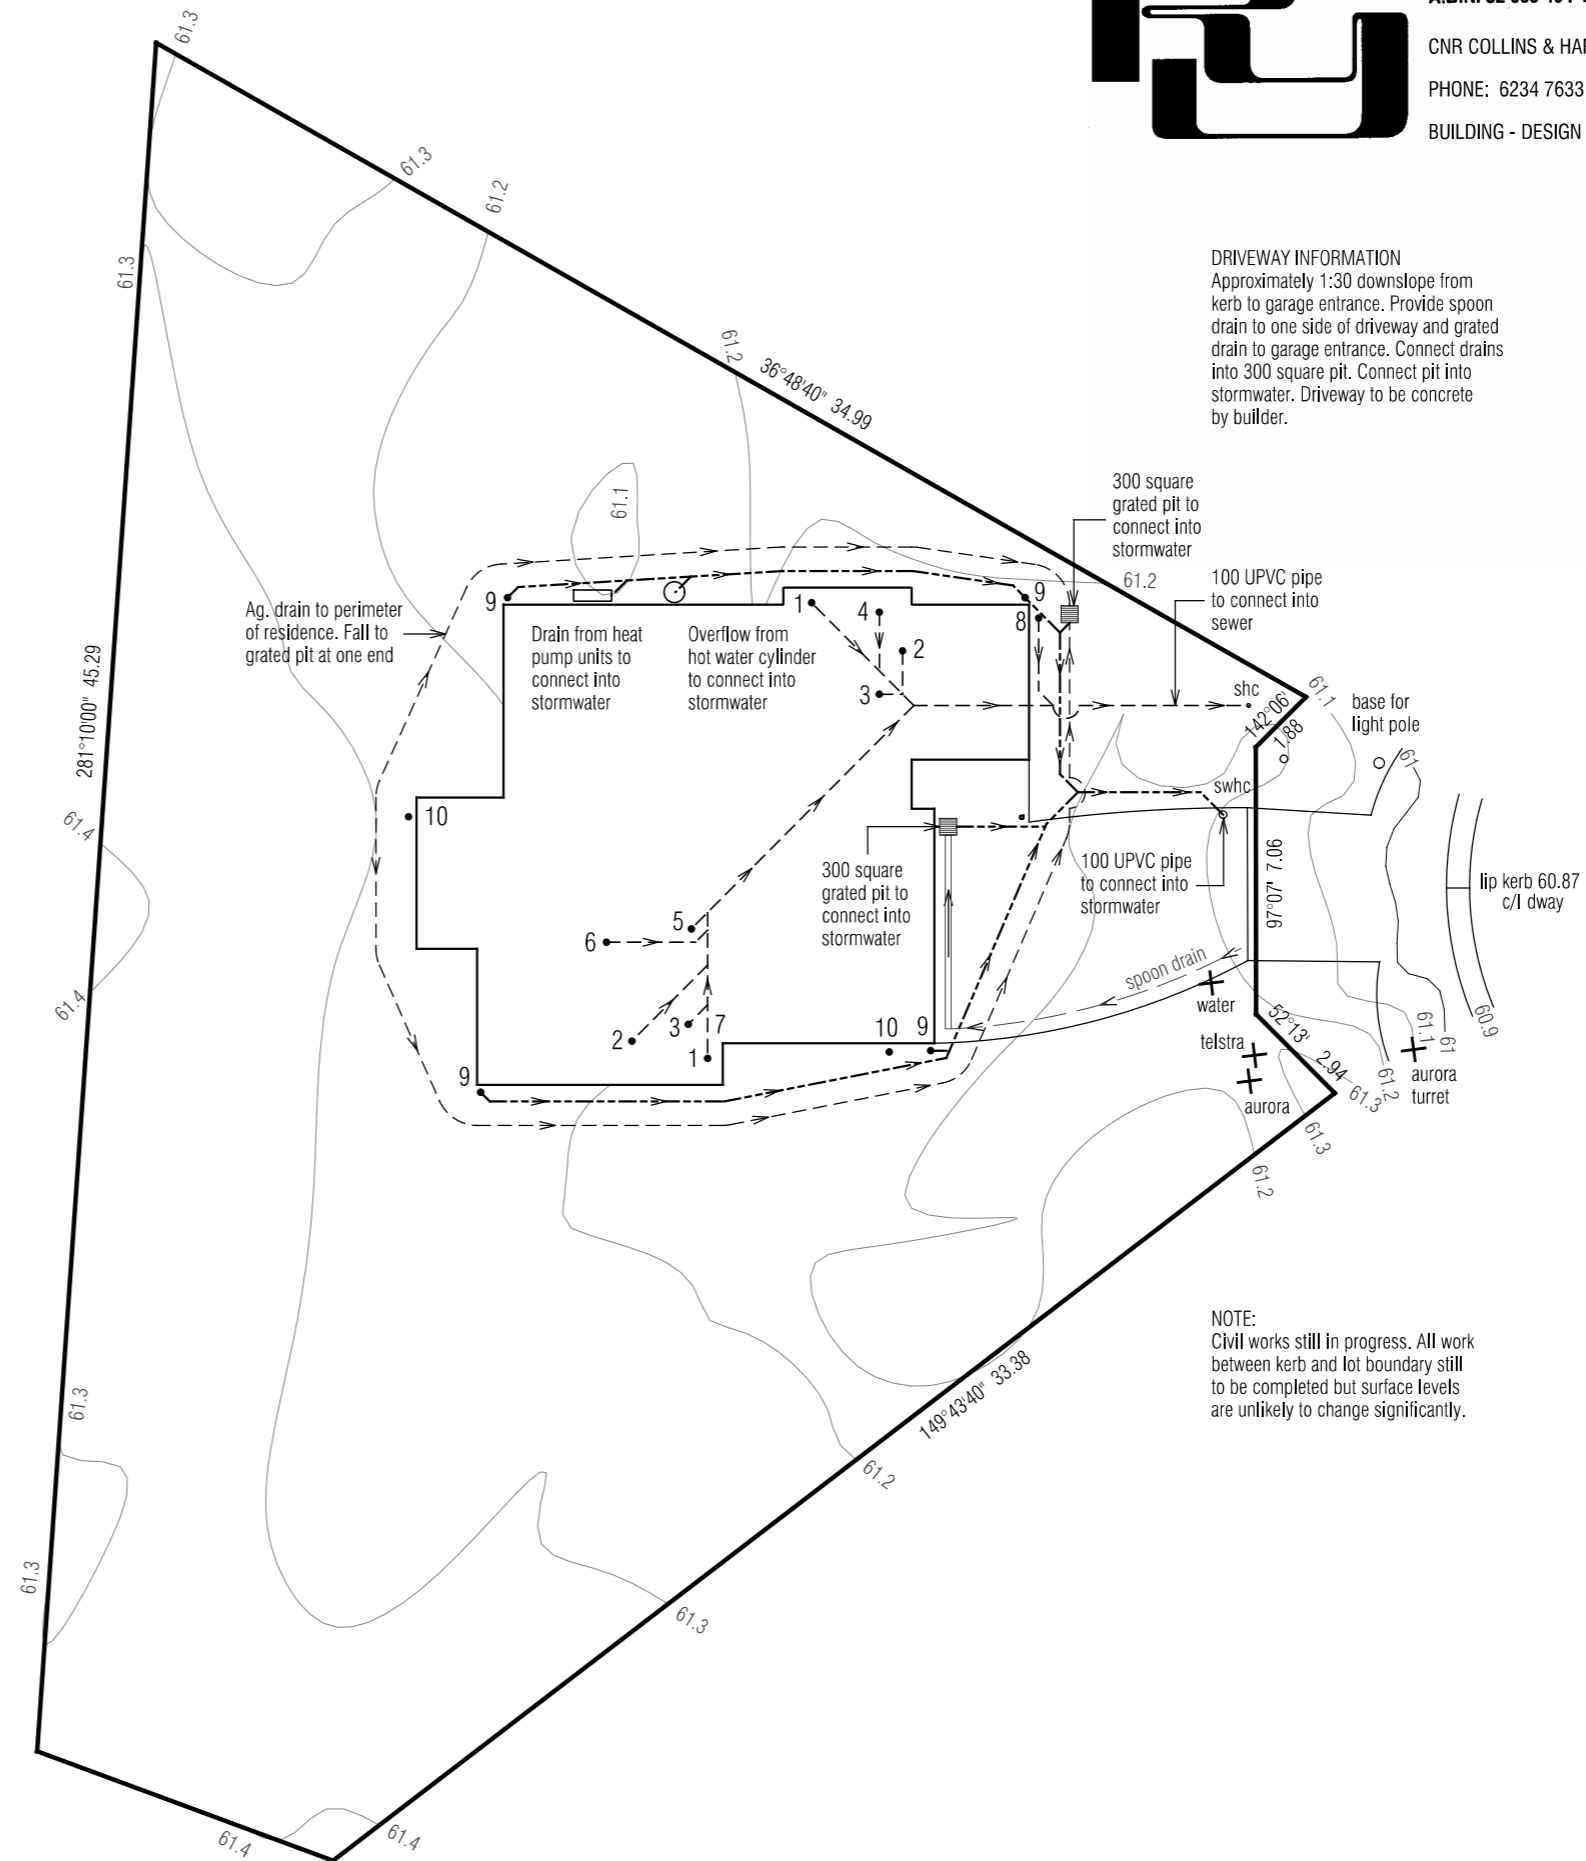 CNR COLLINS &
PHONE: 6234 7633
BUILDING - DESIGN
DRIVEWAY INFORMATION
Approximately 1:30 downslope from
kerb to garage entrance. Provide spoon
drain to one side of driveway and grated
drain to garage entrance. Connect drains
into 300 square pit. Connect pit into
stormwater. Driveway to be concrete
by builder.
61.3
61.3
61.2
61.3
61.2
36°48'40" 34.99
61.1
300 square
grated pit to
connect into
stormwater
61.2
100 UPVC pipe
to connect into
sewer
Ag. drain to perimeter
of residence. Fall to
grated pit at one end
9
Drain from heat
pump units to
connect into
stormwater
Overflow from
hot water cylinder
to connect into
stormwater
1
4
2
3
9
8
shc
142°06'
1.88
61.1
base for
light pole
61
281°10'00" 45.29
61.4
10
swhc
300 square
grated pit to
connect into
stormwater
100 UPVC pipe
to connect into
stormwater
97°07' 7.06
lip kerb 60.87
c/l dway
5
6
61.4
spoon drain
water
2
3
7
1
10
9
9
telstra
aurora
52°13' 2.94
61.3
61.2
61.1
61
60.9
aurora
turret
61.3
61.2
NOTE:
Civil works still in progress. All work
between kerb and lot boundary still
to be completed but surface levels
are unlikely to change significantly.
149°43'40" 33.38
61.3
61.2
61.3
61.3
61.4
61.4